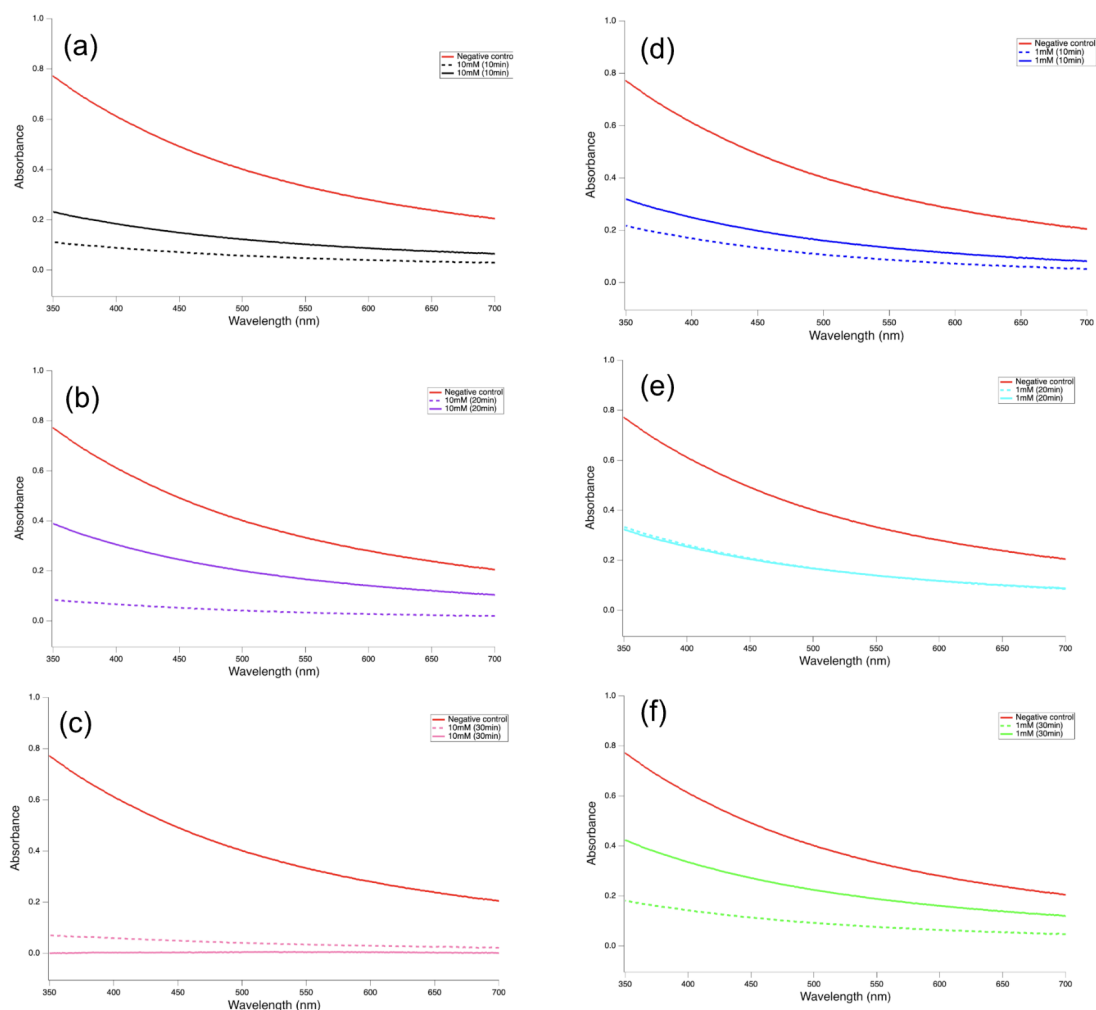 (a)
Negative contro
10mM (10min)
10mM (10min)
1.0
0.8
0.6
0.4
0.2
0.0
Absorbance
350 400 450 500 550 600 650 700
Wavelength (nm)
(d)
Negative control
1mM (10min)
1mM (10min)
1.0
0.8
0.6
0.4
0.2
0.0
Absorbance
350 400 450 500 550 600 650 700
Wavelength (nm)
(b)
Negative control
10mM (20min)
10mM (20min)
1.0
0.8
0.6
0.4
0.2
0.0
Absorbance
350 400 450 500 550 600 650 700
Wavelength (nm)
(e)
Negative control
1mM (20min)
1mM (20min)
1.0
0.8
0.6
0.4
0.2
0.0
Absorbance
350 400 450 500 550 600 650 700
Wavelength (nm)
(c)
Negative control
10mM (30min)
10mM (30min)
1.0
0.8
0.6
0.4
0.2
0.0
Absorbance
350 400 450 500 550 600 650 700
Wavelength (nm)
(f)
Negative control
1mM (30min)
1mM (30min)
1.0
0.8
0.6
0.4
0.2
0.0
Absorbance
350 400 450 500 550 600 650 700
Wavelength (nm)